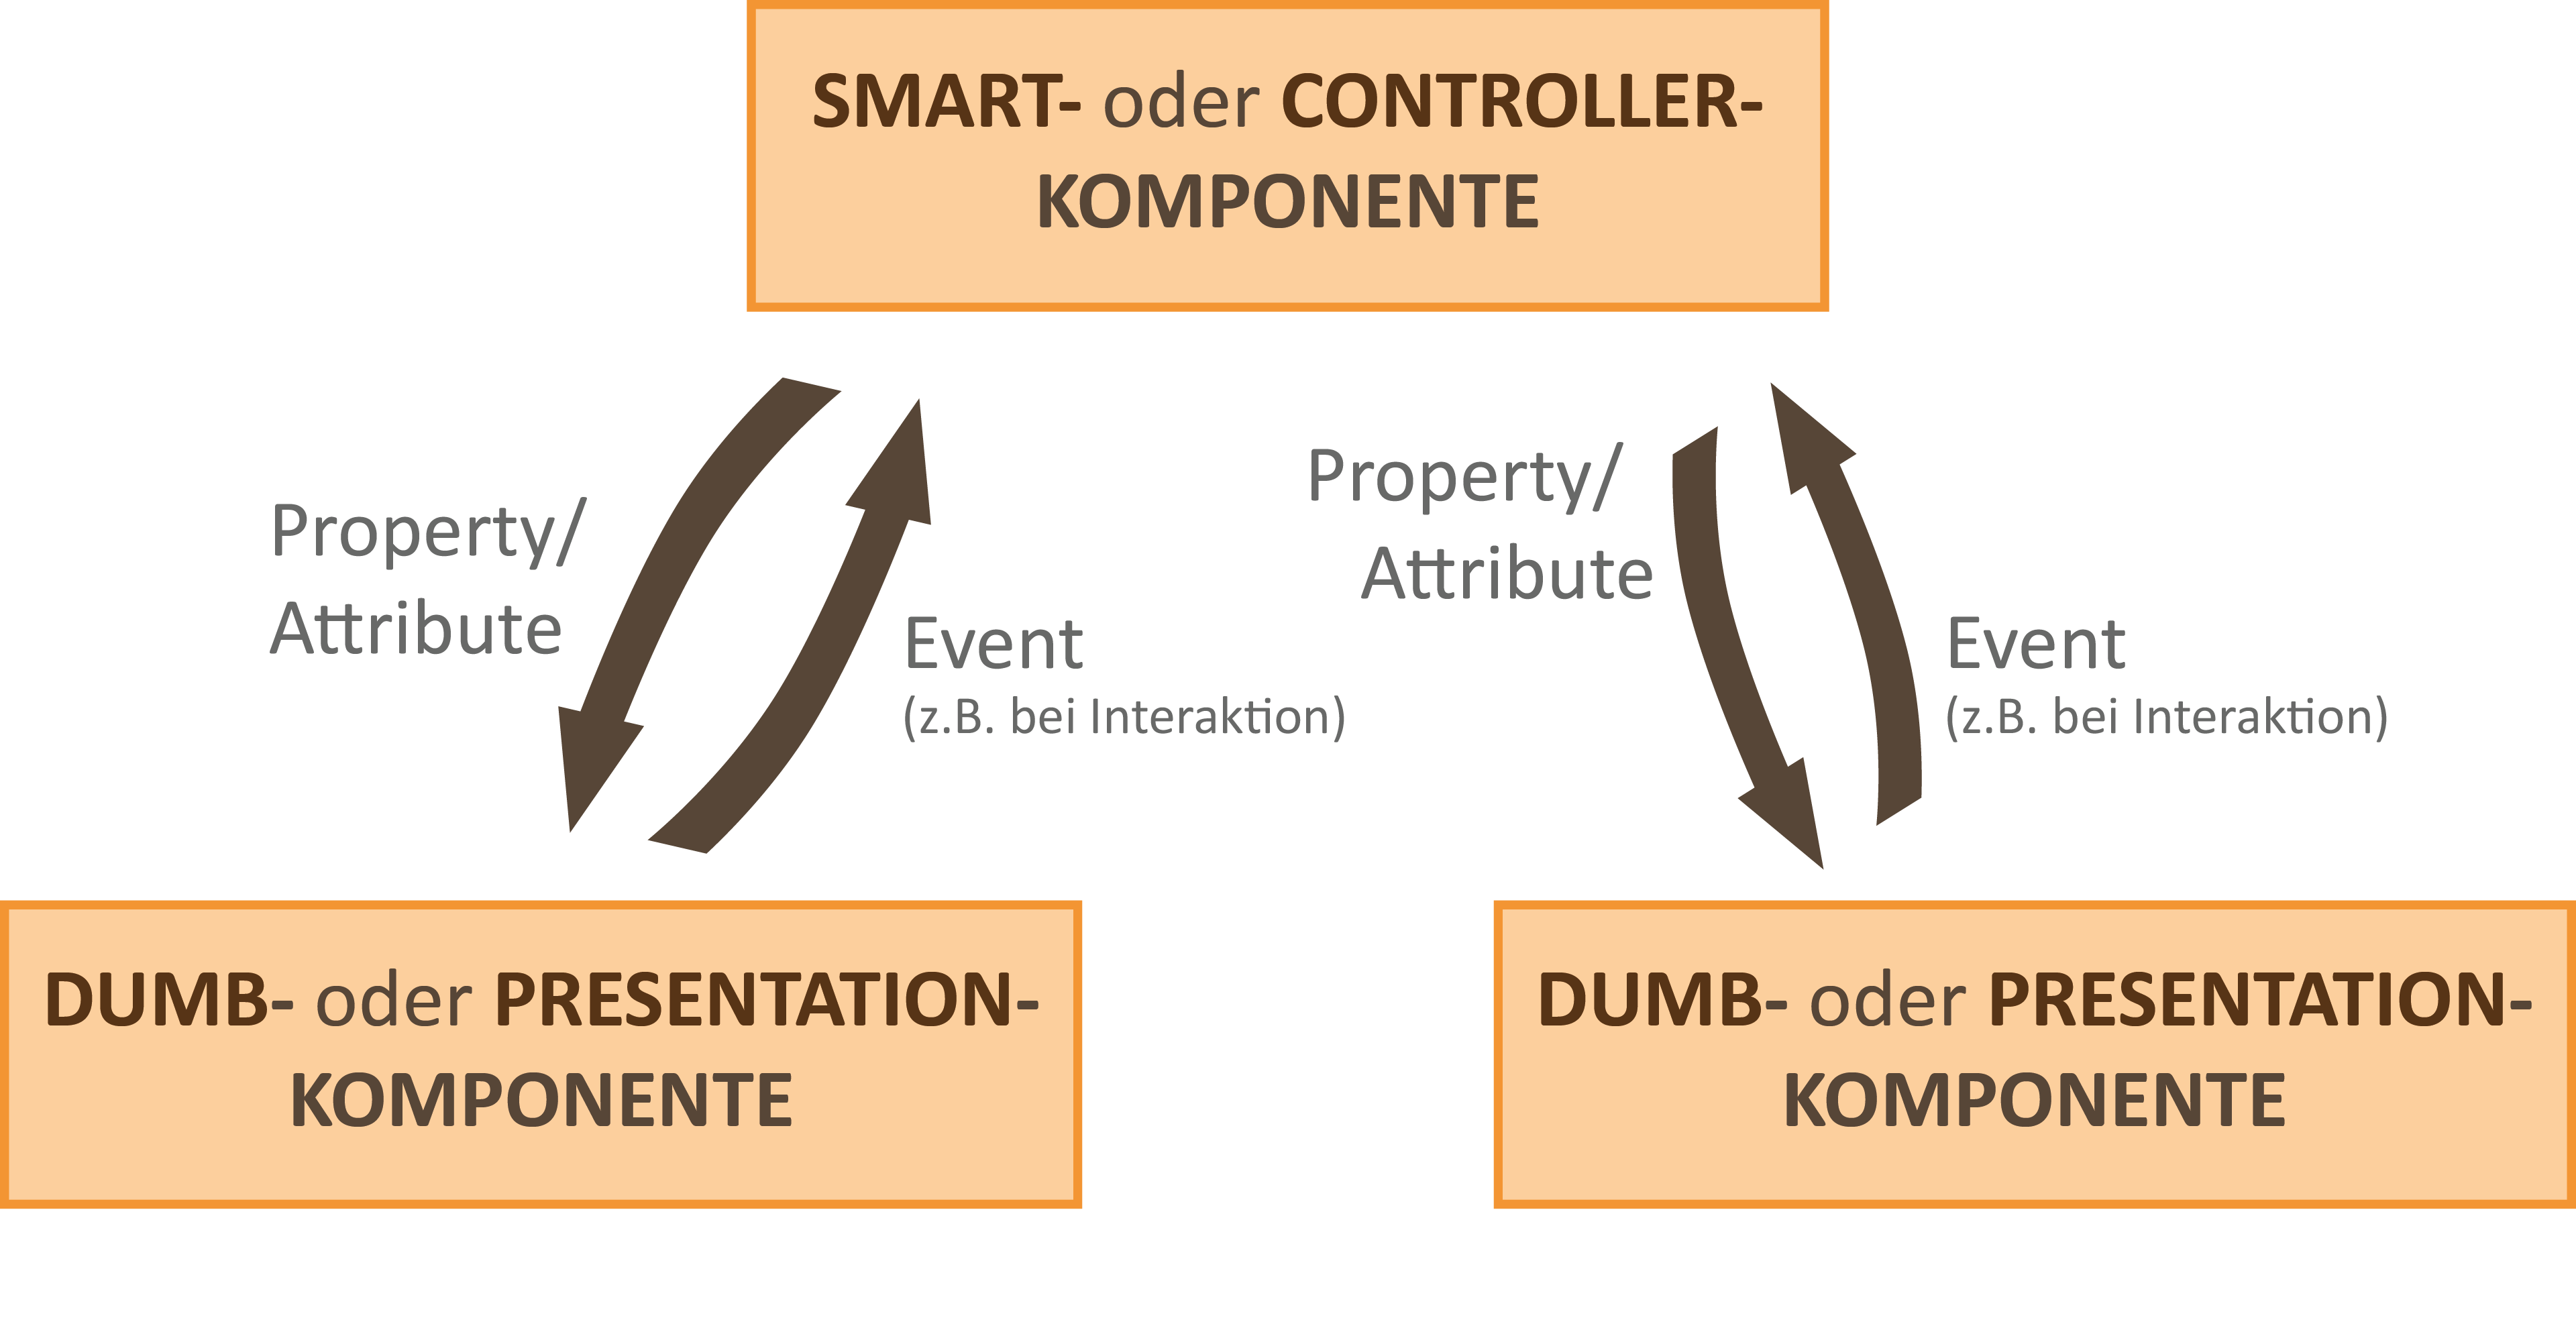 SMART- oder CONTROLLER-
KOMPONENTE
Property/
Attribute
Event
(z.B. bei Interaktion)
Property/
Attribute
Event
(z.B. bei Interaktion)
DUMB- oder PRESENTATION-
KOMPONENTE
DUMB- oder PRESENTATION-
KOMPONENTE